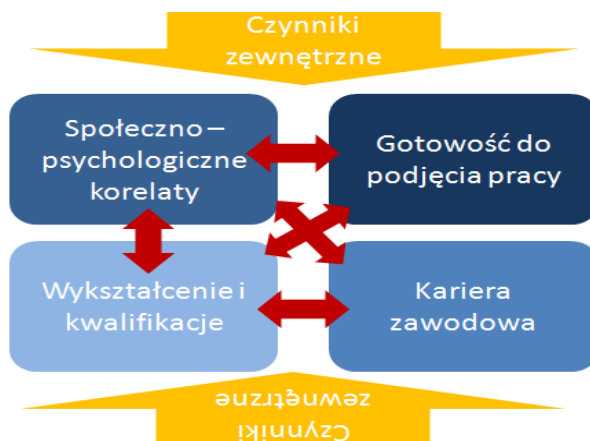 Czynniki
zewnętrzne
Społeczno –
psychologiczne
korelaty
Gotowość do
podjęcia pracy
Wykształcenie i
kwalifikacje
Kariera
zawodowa
Czynniki
zewnętrzne